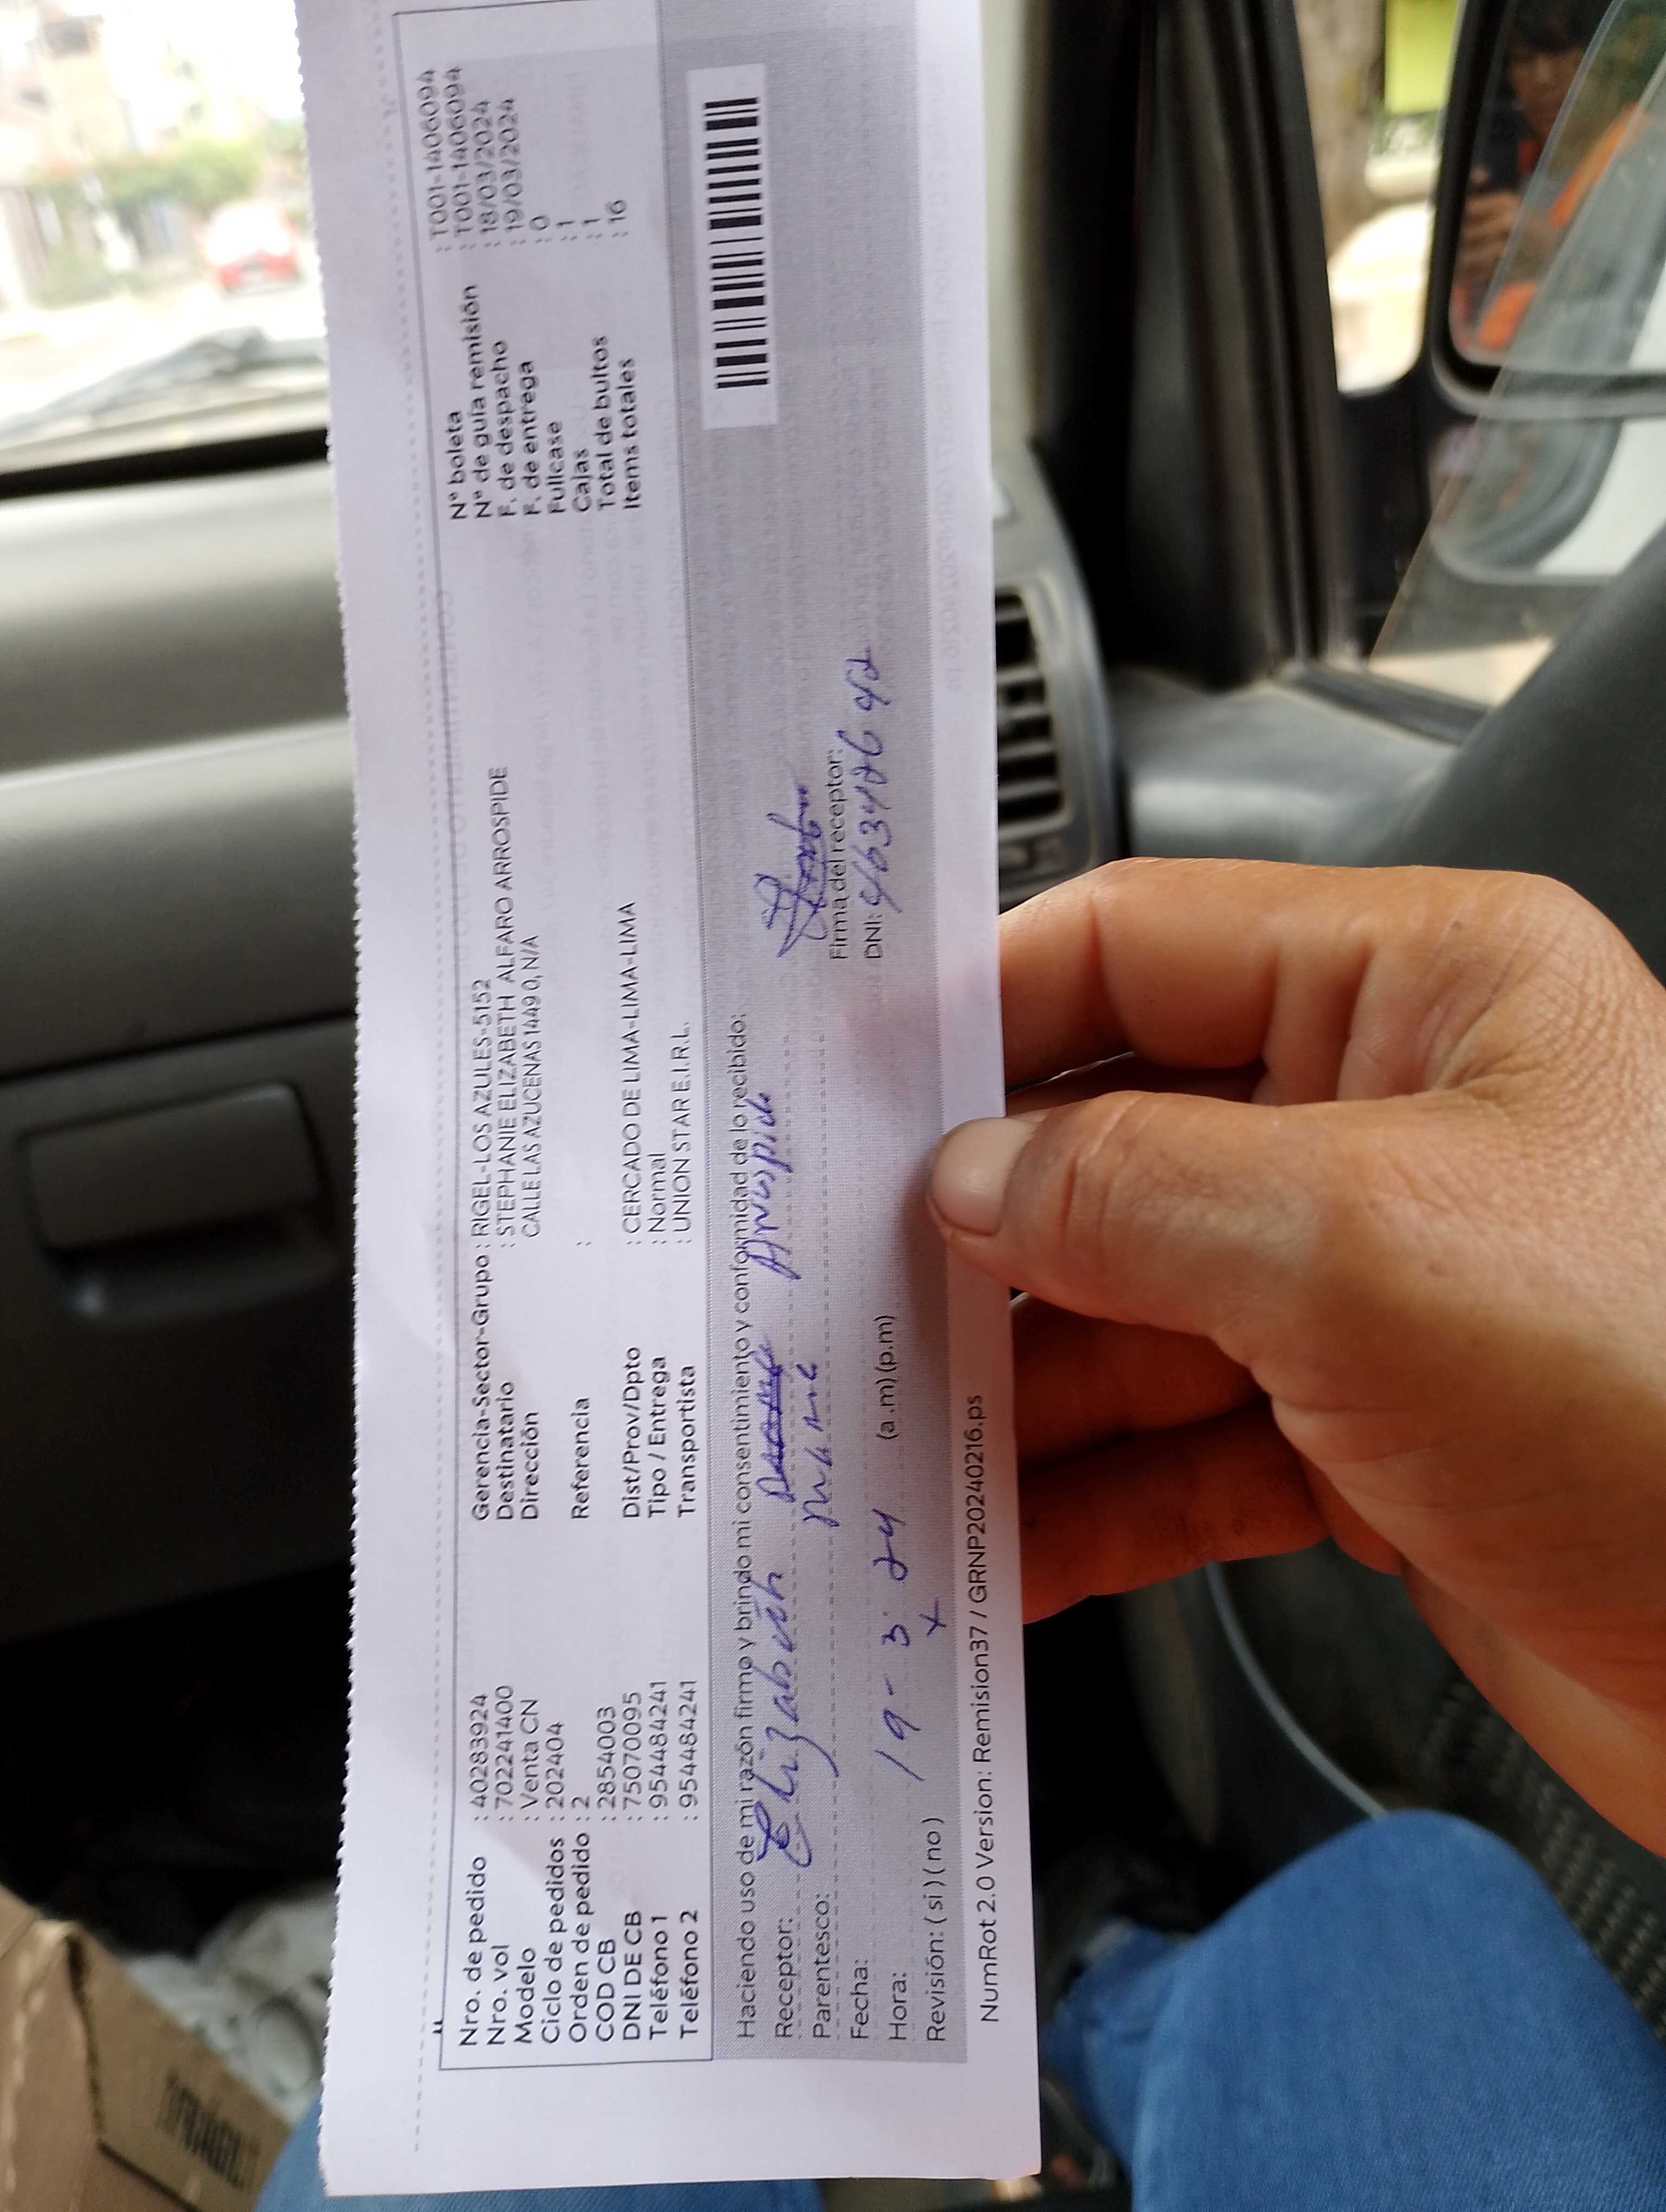 Nro. de pedido : 40283924
Nro. vol : 702241400
Modelo : Venta CN
Ciclo de pedidos : 202404
Orden de pedido : 2
COD CB : 2854003
DNI DE CB : 75070095
Teléfono 1 : 954484241
Teléfono 2 : 954484241
Gerencia-Sector-Grupo : RIGEL-LOS AZULES-5152
Destinatario : STEPHANIE ELIZABETH ALFARO ARROSPIDE
Dirección CALLE LAS AZUCENAS 1449 0, N/A
Referencia :
Dist/Prov/Dpto : CERCADO DE LIMA-LIMA-LIMA
Tipo / Entrega : Normal
Transportista : UNION STAR E.I.R.L.
N° boleta : T001-1406094
N° de guía remisión : T001-1406094
F. de despacho : 18/03/2024
F. de entrega : 19/03/2024
Fullcase : 0
Cajas : 1
Total de bultos : 1
Items totales : 16
Haciendo uso de mi razón firmo y brindo mi consentimiento y conformidad de lo recibido:
Receptor: Elizabeth Arrospide
Parentesco: mamá
Fecha: 19 - 3 - 24
Hora: (a.m) (p.m)
Revisión: ( si ) ( no ) x
Firma del receptor:
DNI:
NumRot 2.0 Version: Remision37 / GRNP20240216.ps